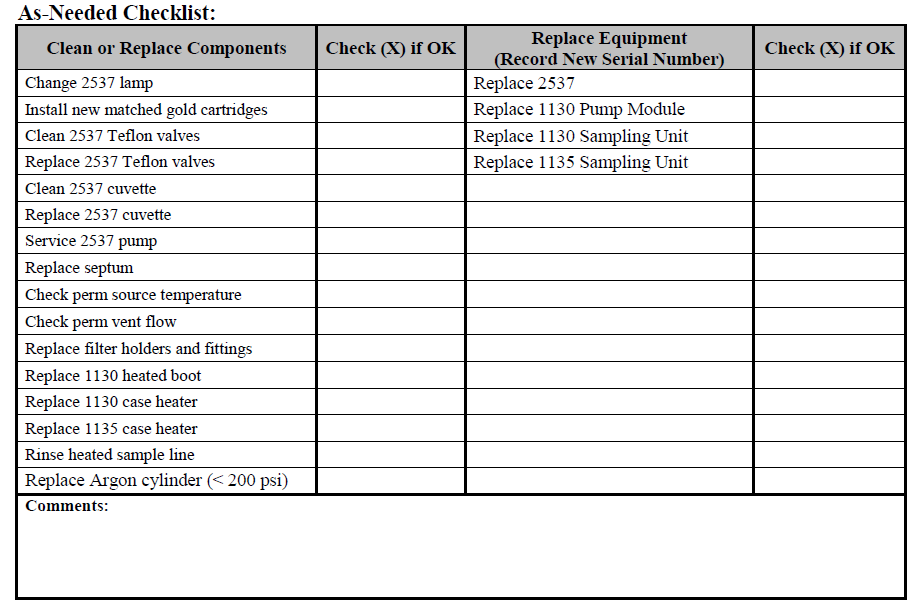 As-Needed Checklist:
Clean or Replace Components Check (X) if OK Replace Equipment (Record New Serial Number) Check (X) if OK
Change 2537 lamp Replace 2537
Install new matched gold cartridges Replace 1130 Pump Module
Clean 2537 Teflon valves Replace 1130 Sampling Unit
Replace 2537 Teflon valves Replace 1135 Sampling Unit
Clean 2537 cuvette
Replace 2537 cuvette
Service 2537 pump
Replace septum
Check perm source temperature
Check perm vent flow
Replace filter holders and fittings
Replace 1130 heated boot
Replace 1130 case heater
Replace 1135 case heater
Rinse heated sample line
Replace Argon cylinder (< 200 psi)
Comments: